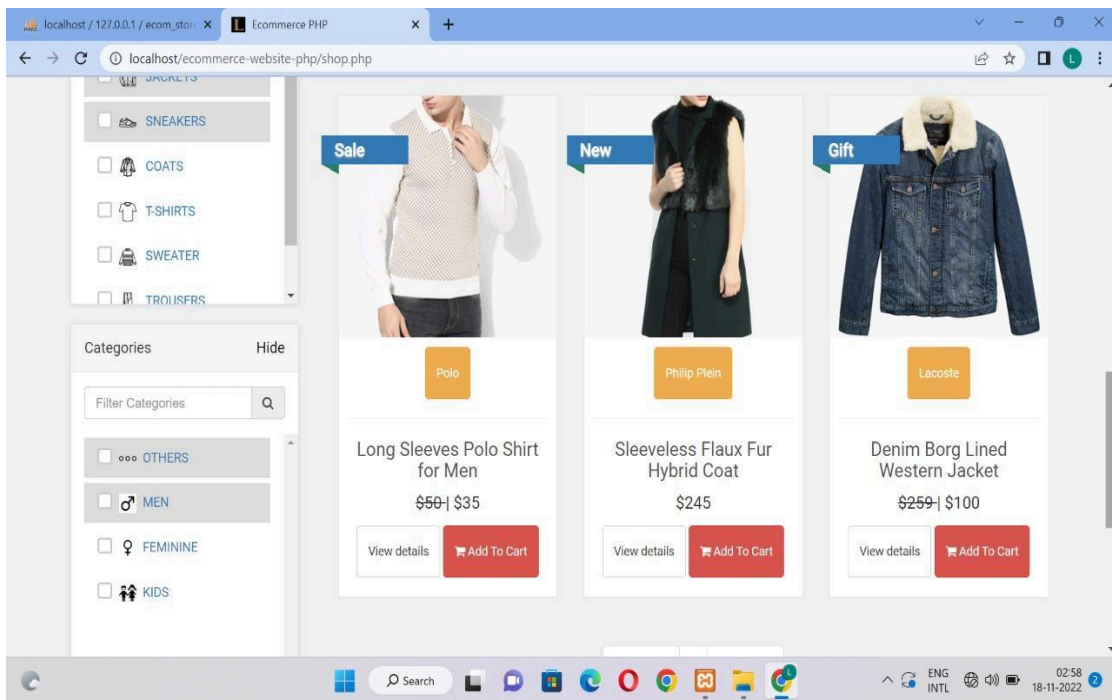 localhost / 127.0.0.1 / ecom_stor
Ecommerce PHP
localhost/ecommerce-website-php/shop.php
JACKETS
SNEAKERS
COATS
T-SHIRTS
SWEATER
TROUSERS
Categories Hide
Filter Categories
OTHERS
MEN
FEMININE
KIDS
Sale
Polo
Long Sleeves Polo Shirt
for Men
$50 | $35
View details Add To Cart
New
Philip Plein
Sleeveless Flaux Fur
Hybrid Coat
$245
View details Add To Cart
Gift
Lacoste
Denim Borg Lined
Western Jacket
$259 | $100
View details Add To Cart
Search
ENG
INTL
02:58
18-11-2022
2